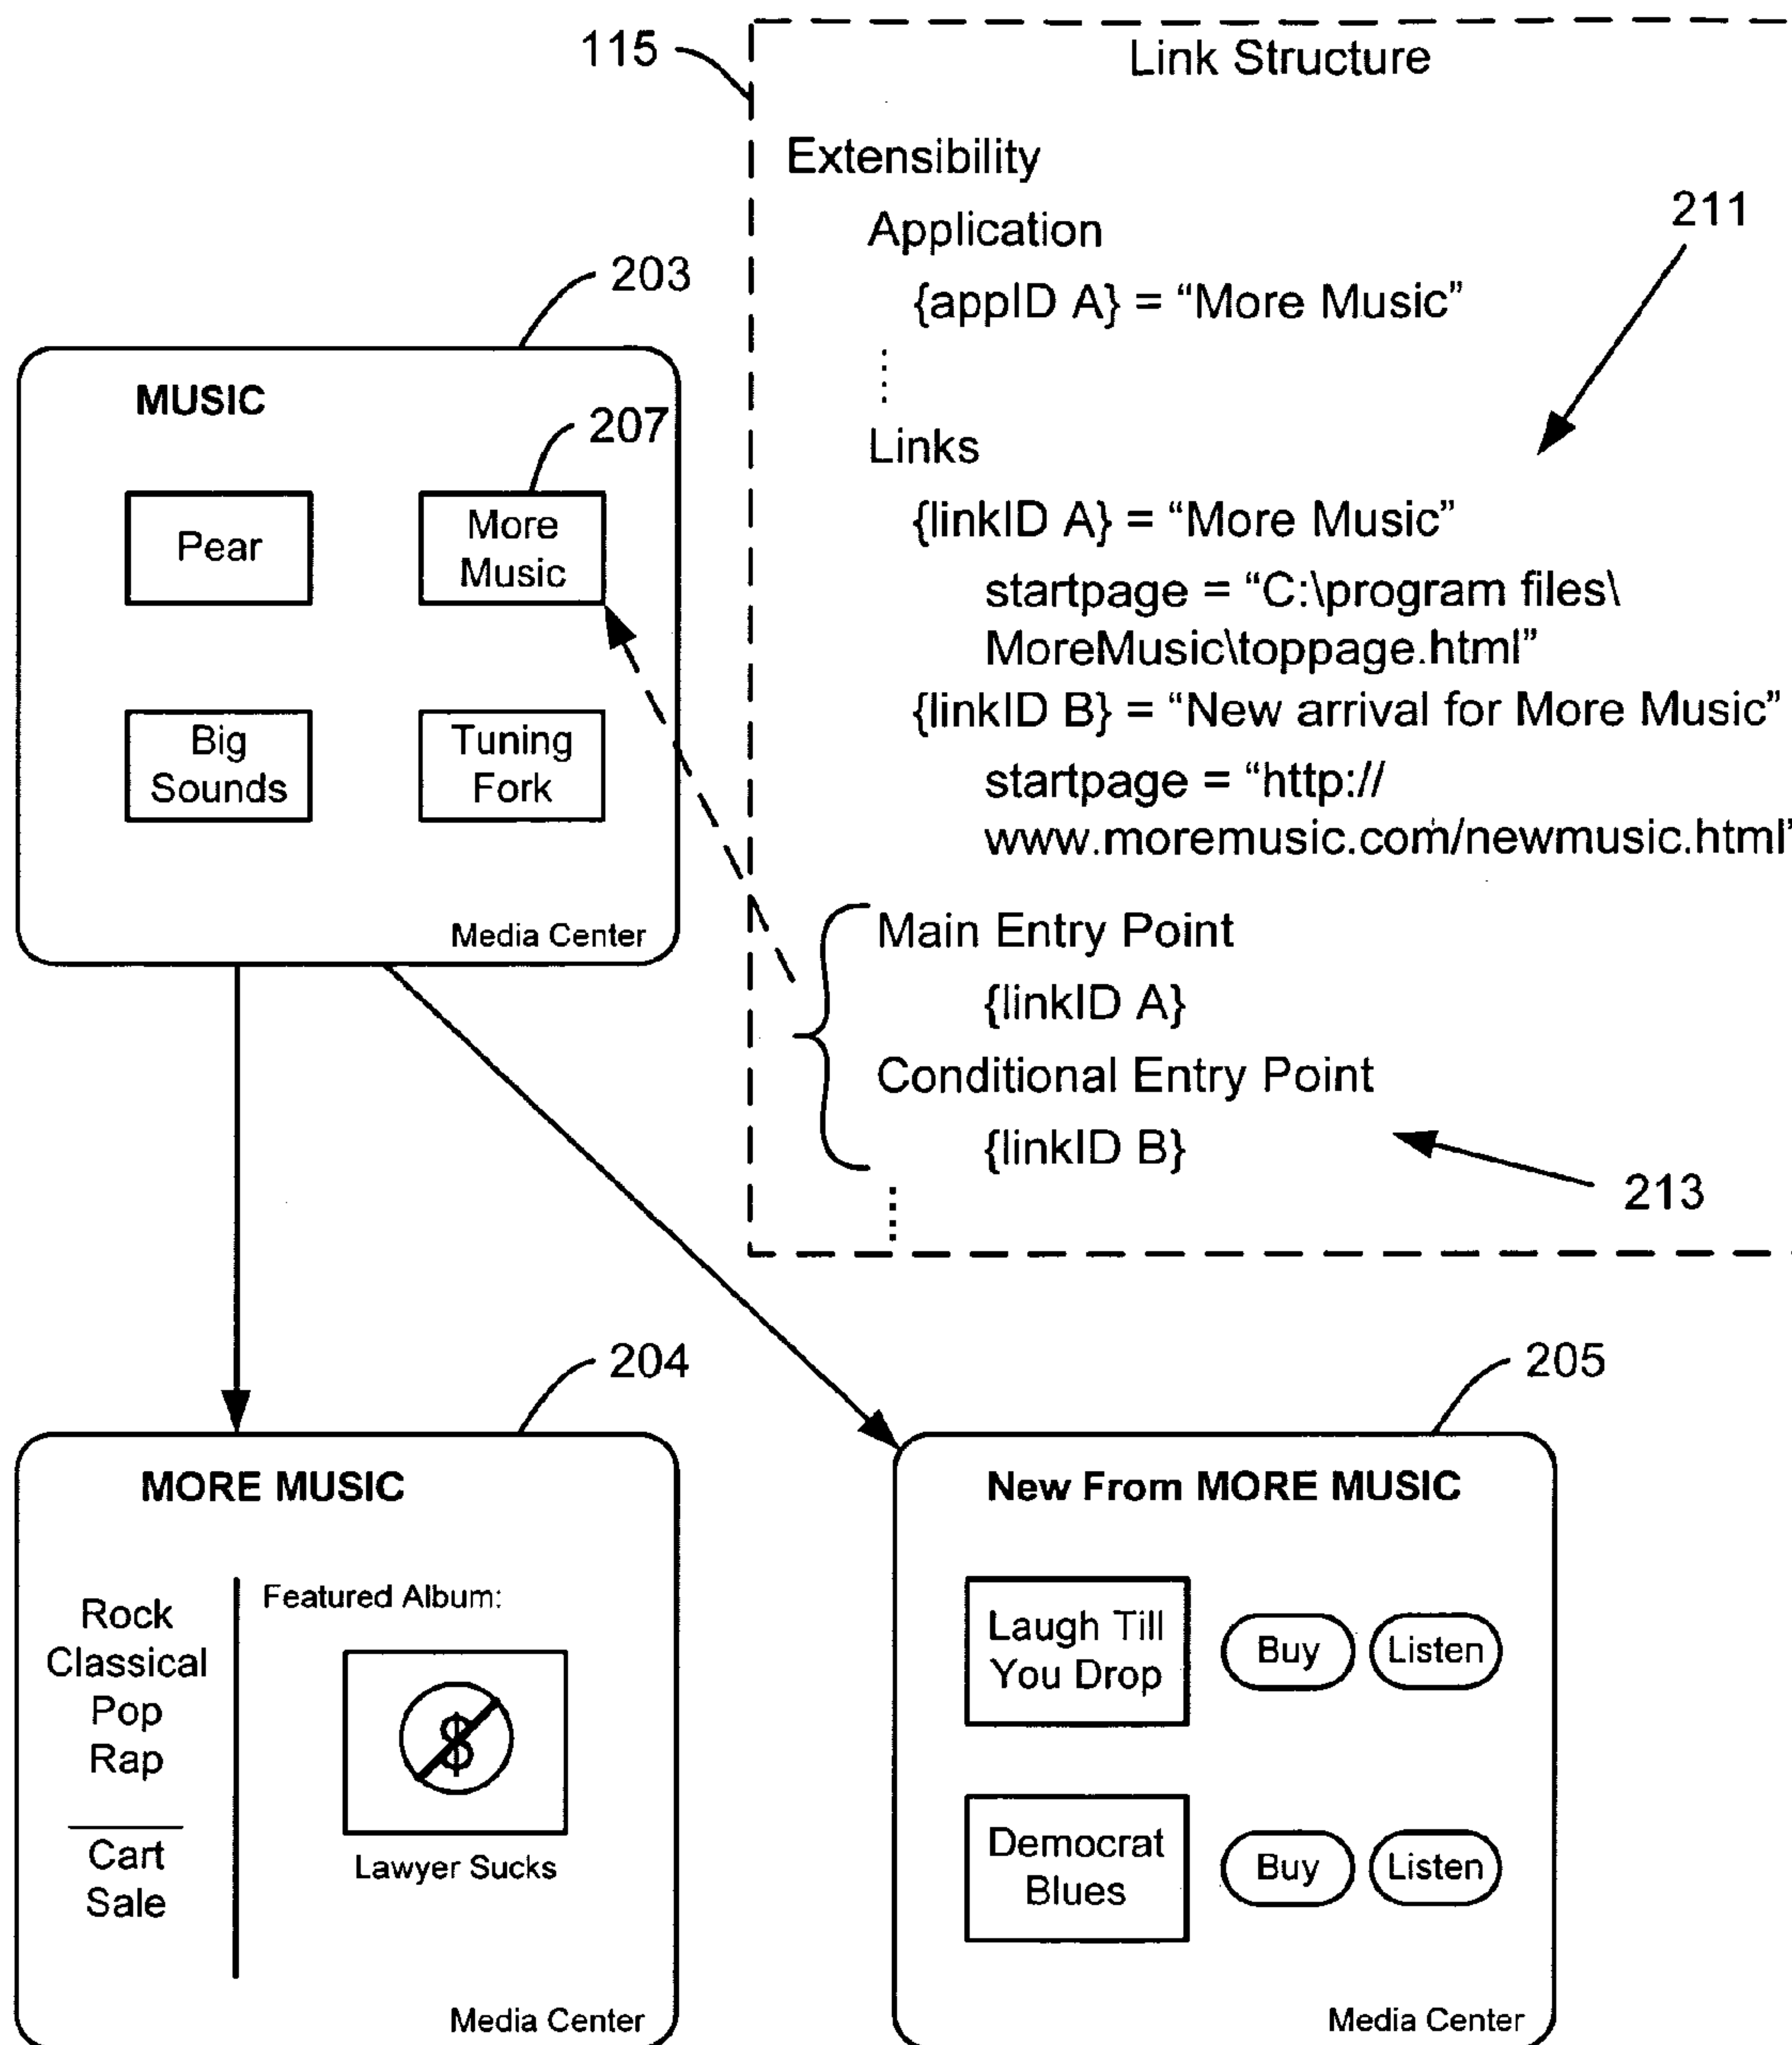 115
Link Structure
Extensibility
Application
{appID A} = “More Music”
Links
{linkID A} = “More Music”
startpage = “C:\program files\
MoreMusic\toppage.html”
{linkID B} = “New arrival for More Music”
startpage = “http://
www.moremusic.com/newmusic.html”
Main Entry Point
{linkID A}
Conditional Entry Point
{linkID B}
211
213
203
MUSIC
207
Pear
More
Music
Big
Sounds
Tuning
Fork
Media Center
204
MORE MUSIC
Rock
Classical
Pop
Rap
Cart
Sale
Featured Album:
$
Lawyer Sucks
Media Center
205
New From MORE MUSIC
Laugh Till
You Drop
Buy
Listen
Democrat
Blues
Buy
Listen
Media Center